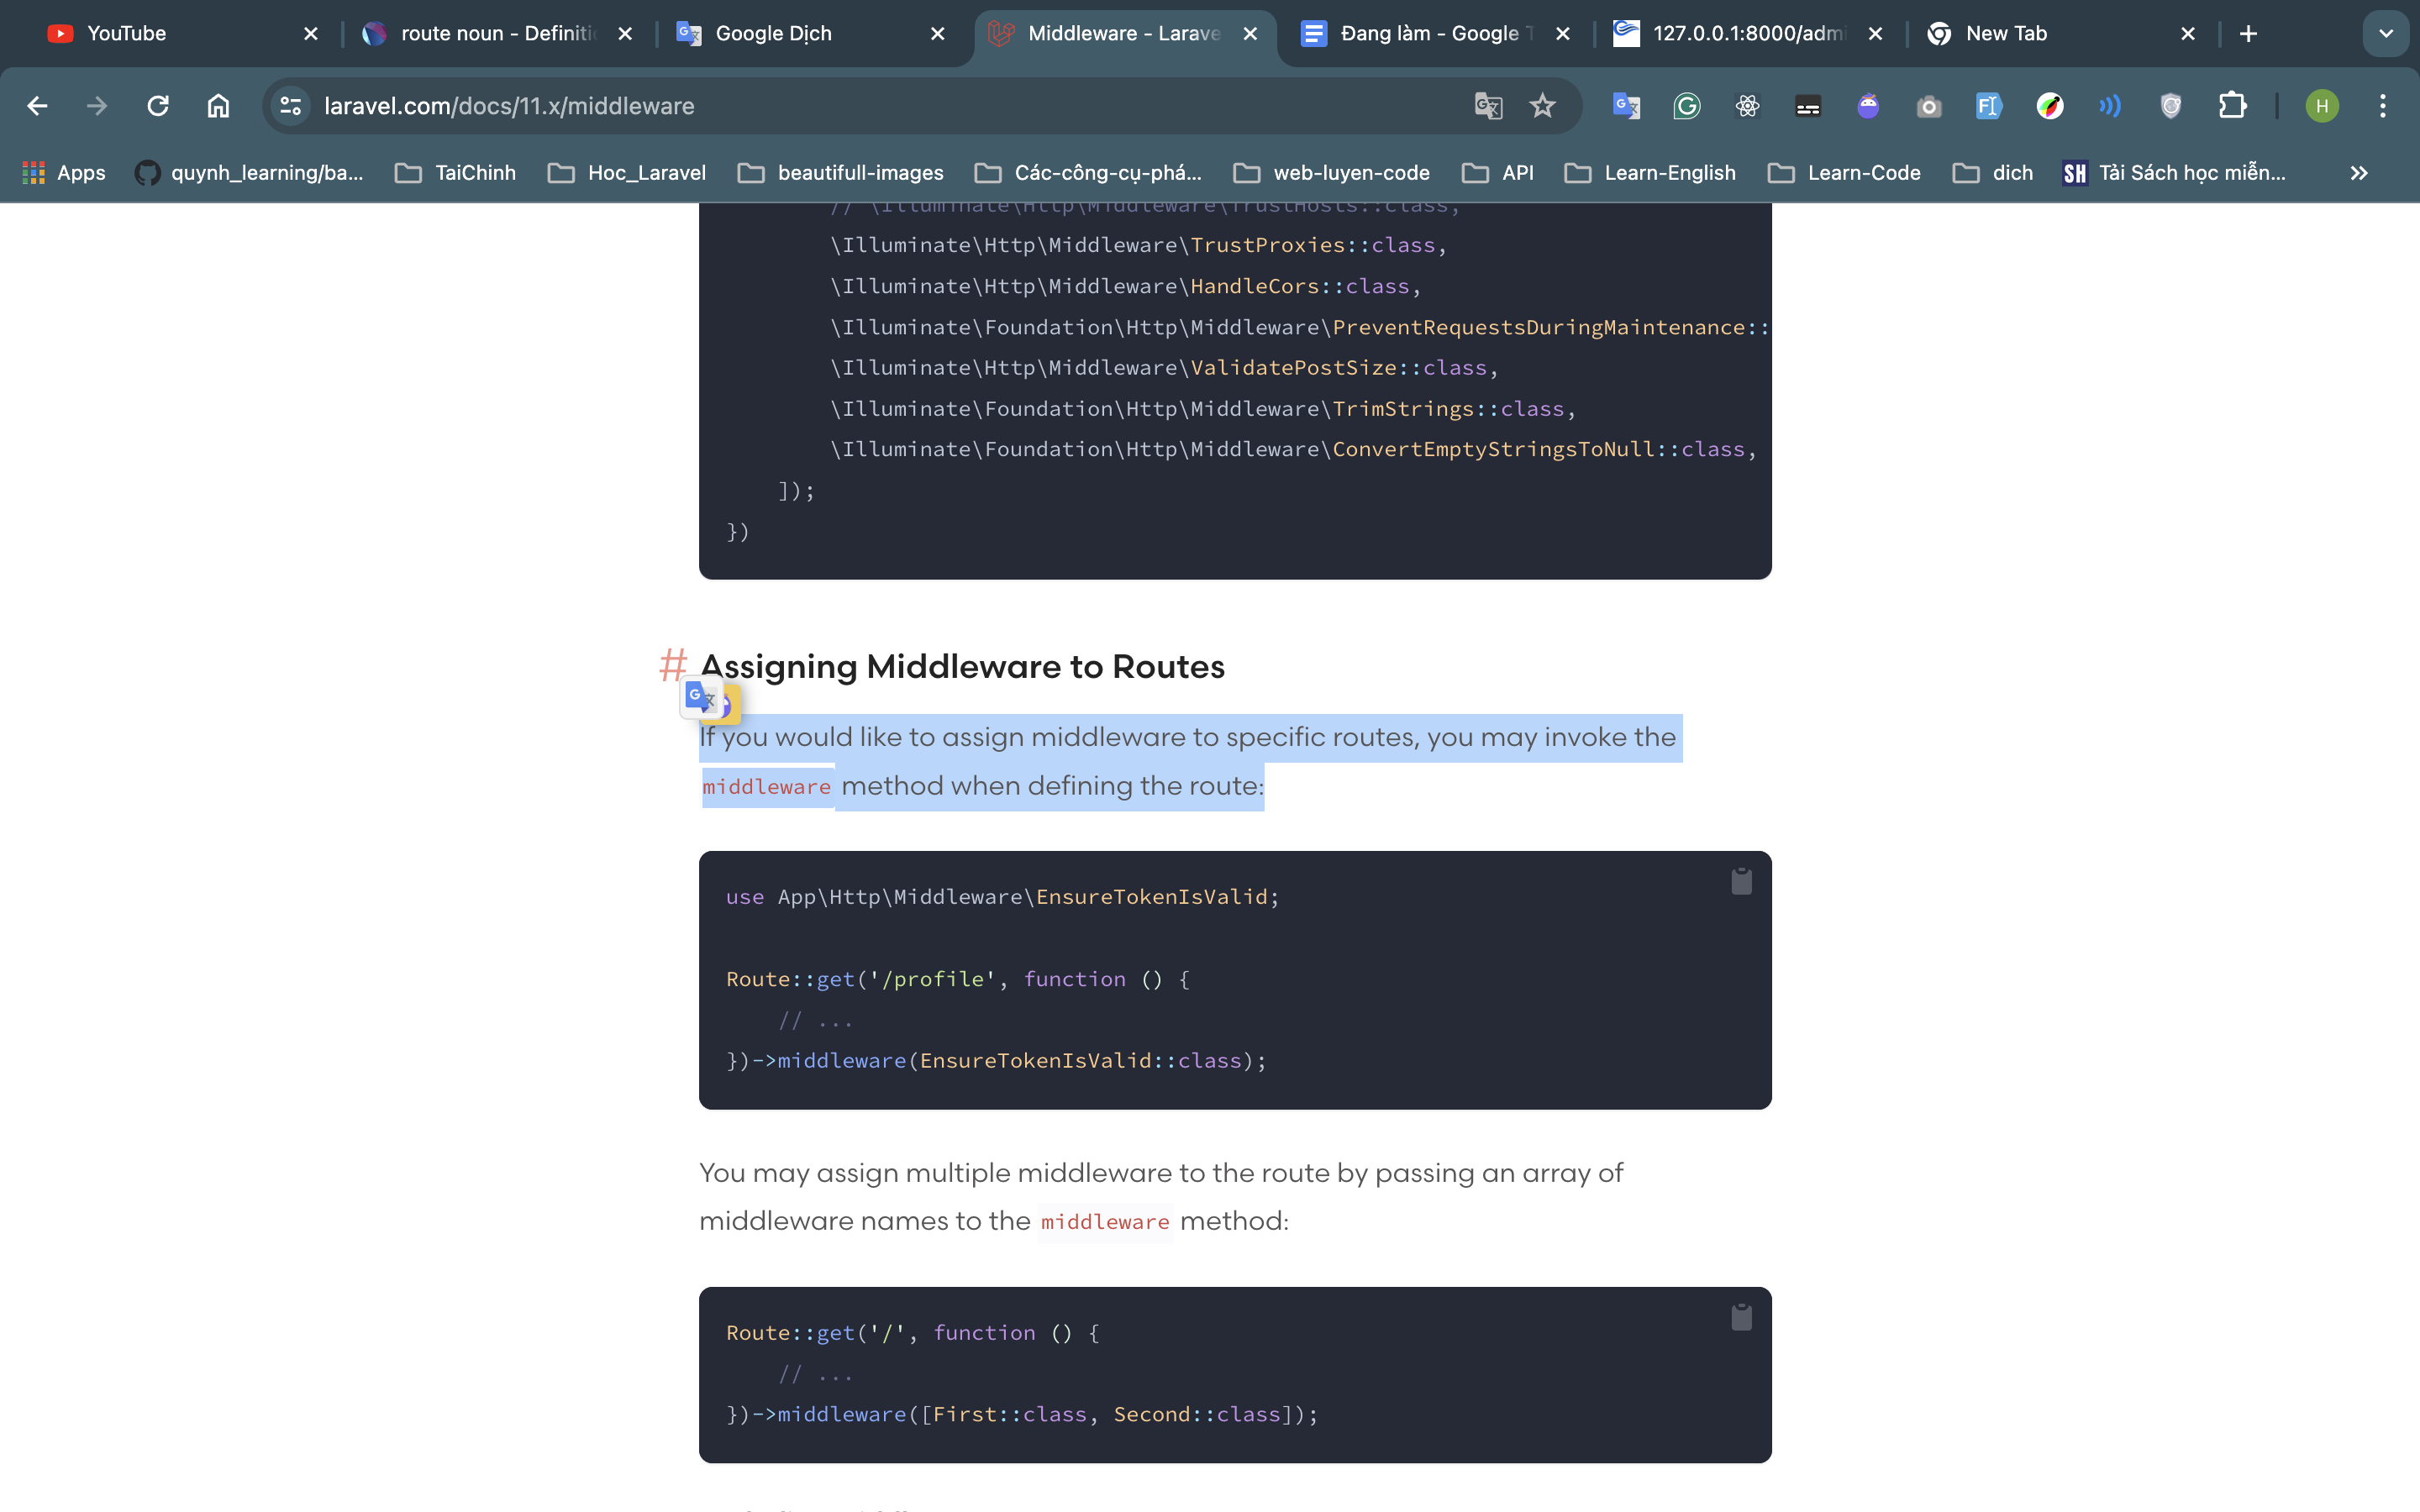 YouTube
route noun - Definiti
Google Dịch
Middleware - Larave
Đang làm - Google T
127.0.0.1:8000/admi
New Tab
laravel.com/docs/11.x/middleware
H
Apps
quynh_learning/ba...
TaiChinh
Hoc_Laravel
beautifull-images
Các-công-cụ-phá...
web-luyen-code
API
Learn-English
Learn-Code
dich
SH Tải Sách học miễn...
// \Illuminate\Http\Middleware\TrustHosts::class,
\Illuminate\Http\Middleware\TrustProxies::class,
\Illuminate\Http\Middleware\HandleCors::class,
\Illuminate\Foundation\Http\Middleware\PreventRequestsDuringMaintenance::
\Illuminate\Http\Middleware\ValidatePostSize::class,
\Illuminate\Foundation\Http\Middleware\TrimStrings::class,
\Illuminate\Foundation\Http\Middleware\ConvertEmptyStringsToNull::class,
]);
})
# Assigning Middleware to Routes
If you would like to assign middleware to specific routes, you may invoke the
middleware method when defining the route:
use App\Http\Middleware\EnsureTokenIsValid;
Route::get('/profile', function () {
// ...
})->middleware(EnsureTokenIsValid::class);
You may assign multiple middleware to the route by passing an array of
middleware names to the middleware method:
Route::get('/', function () {
// ...
})->middleware([First::class, Second::class]);